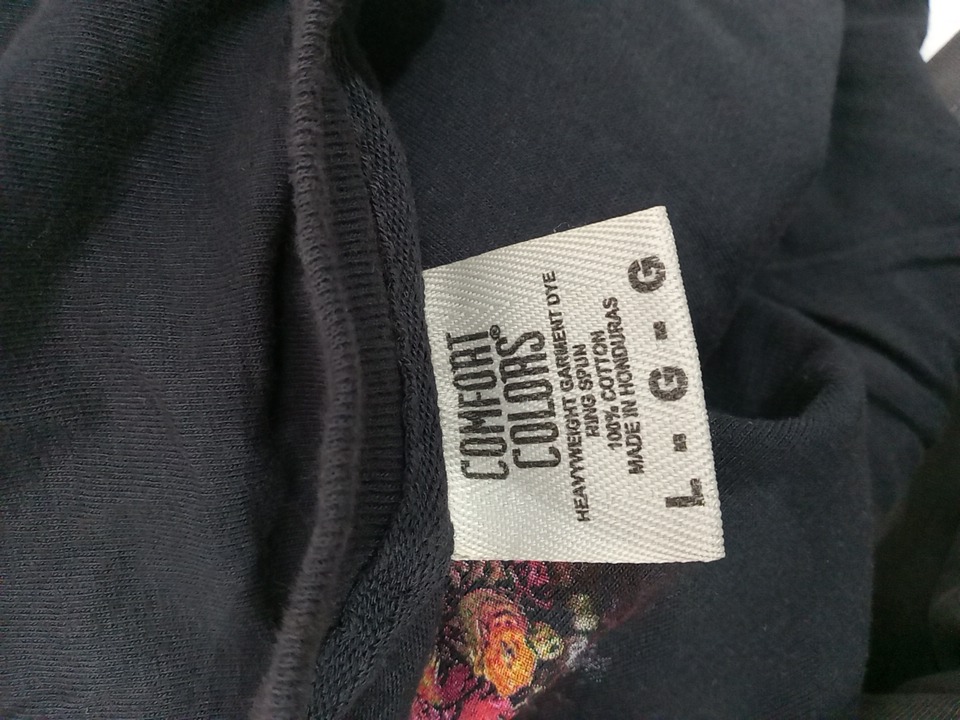 COMFORT
COLORS®
HEAVYWEIGHT GARMENT DYE
RING SPUN
100% COTTON
MADE IN HONDURAS
L - G - G